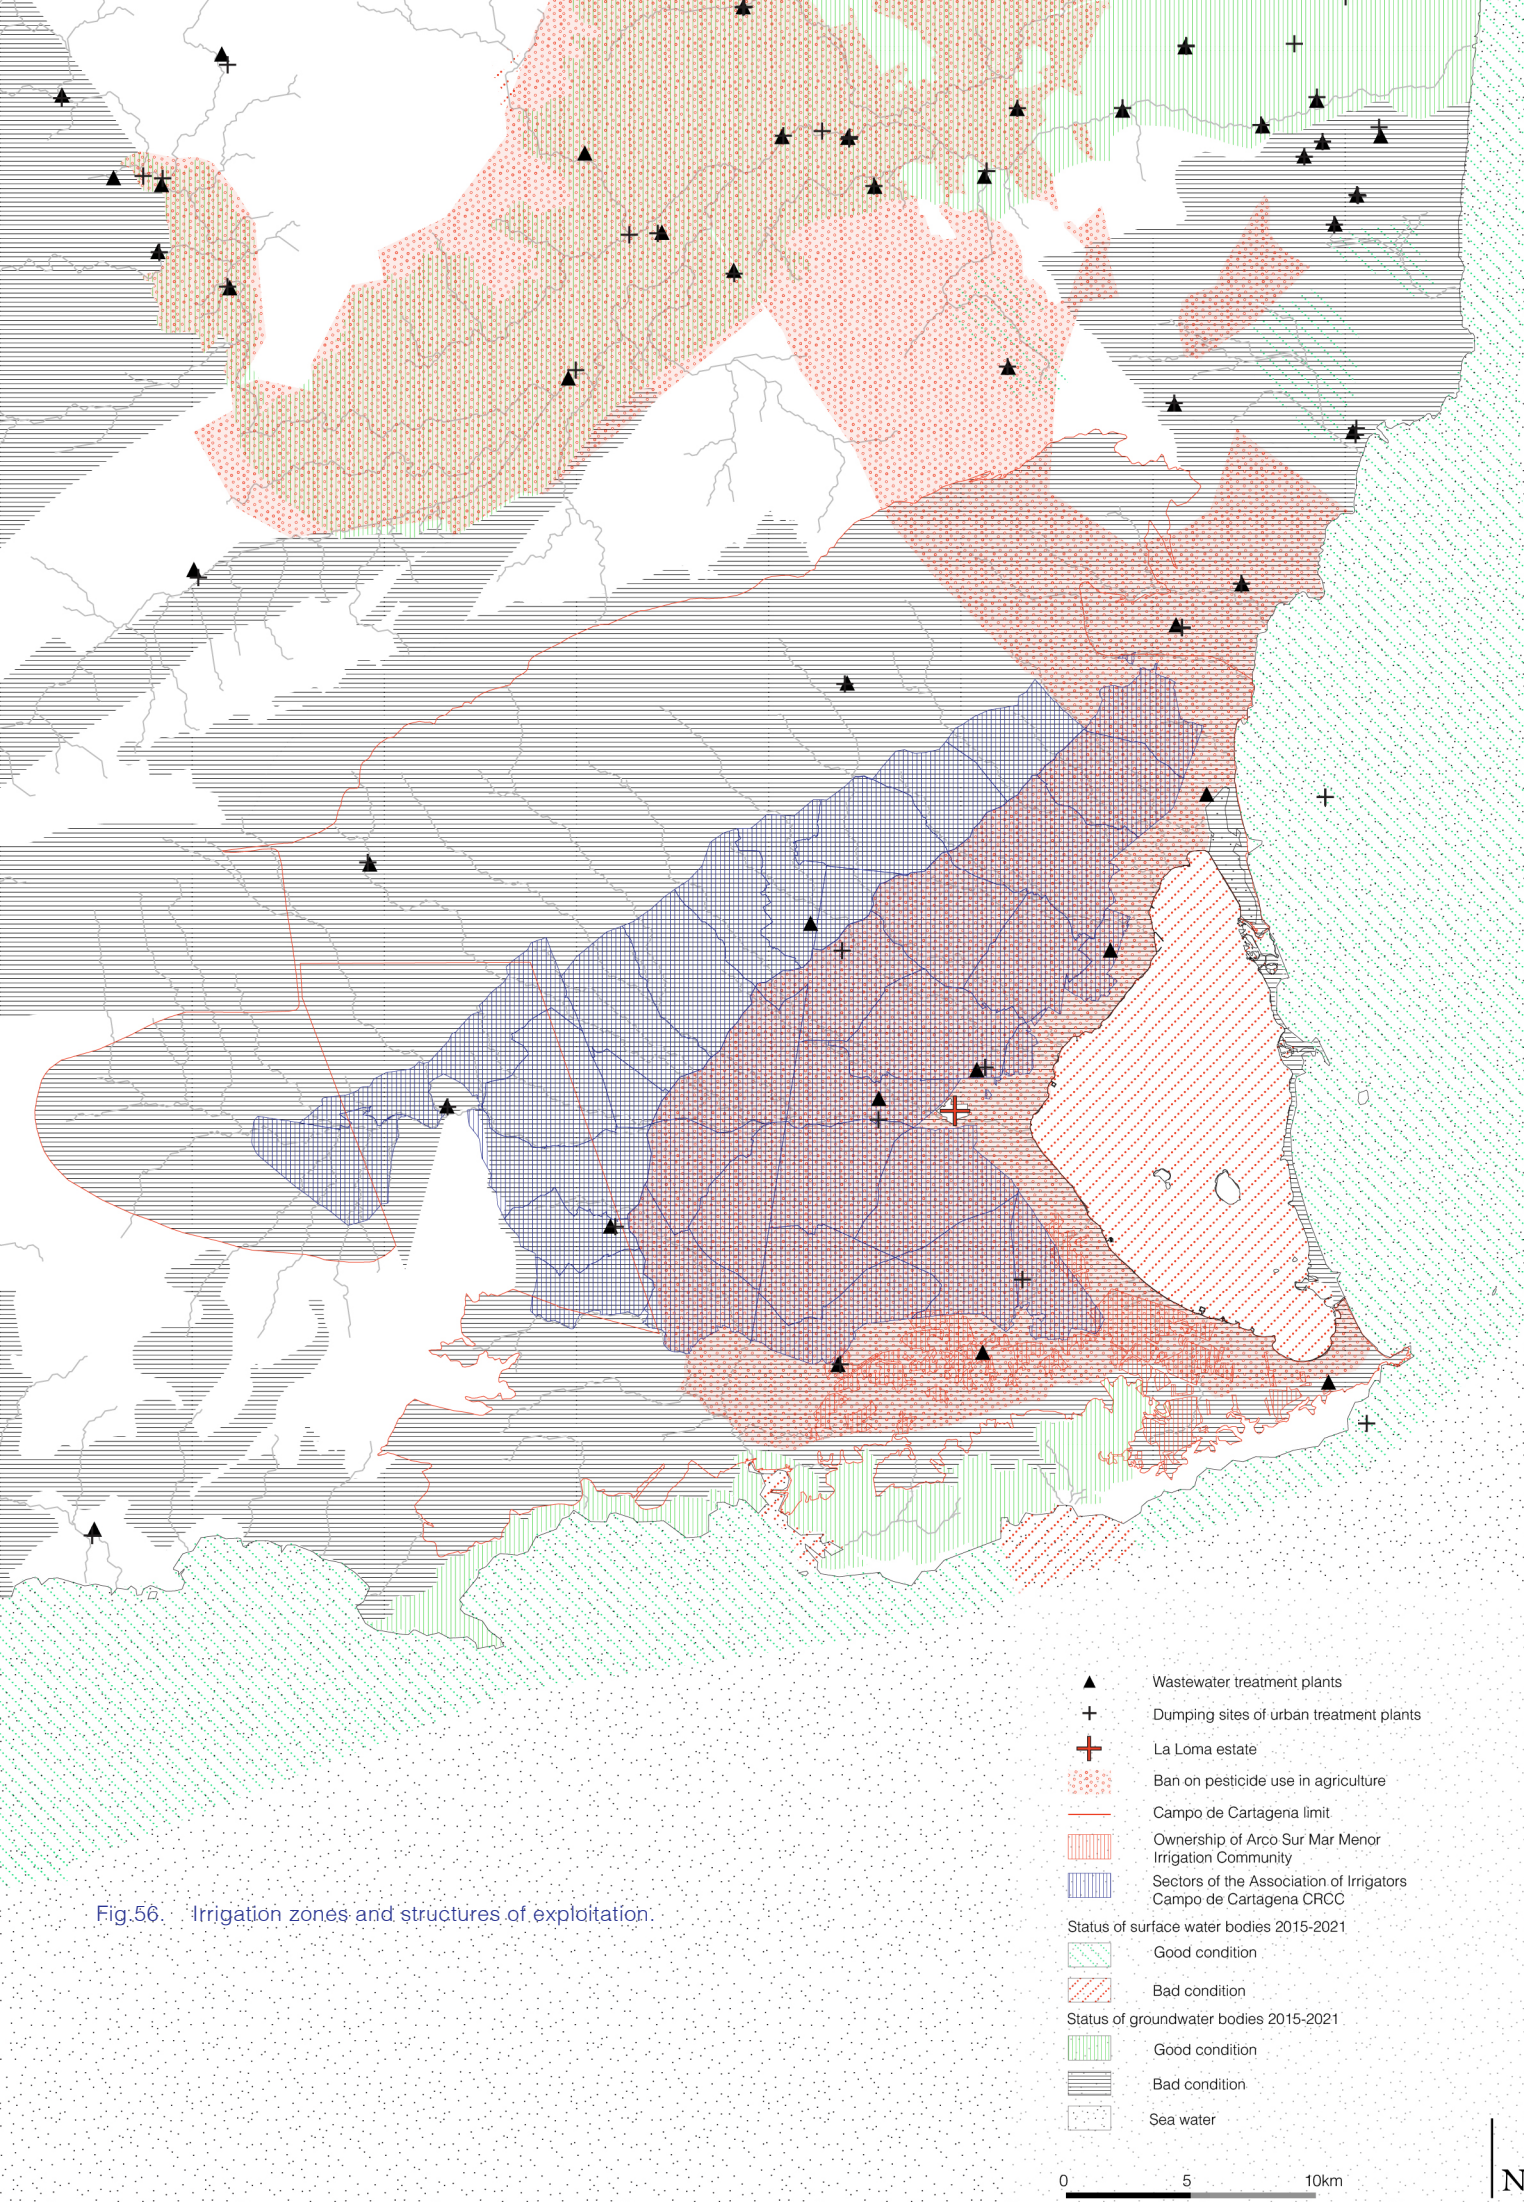 Wastewater treatment plants
Dumping sites of urban treatment plants
La Loma estate
Ban on pesticide use in agriculture
Campo de Cartagena limit
Ownership of Arco Sur Mar Menor
Irrigation Community
Sectors of the Association of Irrigators
Campo de Cartagena CRCC
Fig.56. Irrigation zones and structures of exploitation.
Status of surface water bodies 2015-2021
Good condition
Bad condition
Status of groundwater bodies 2015-2021
Good condition
Bad condition
Sea water
0 5 10km
N